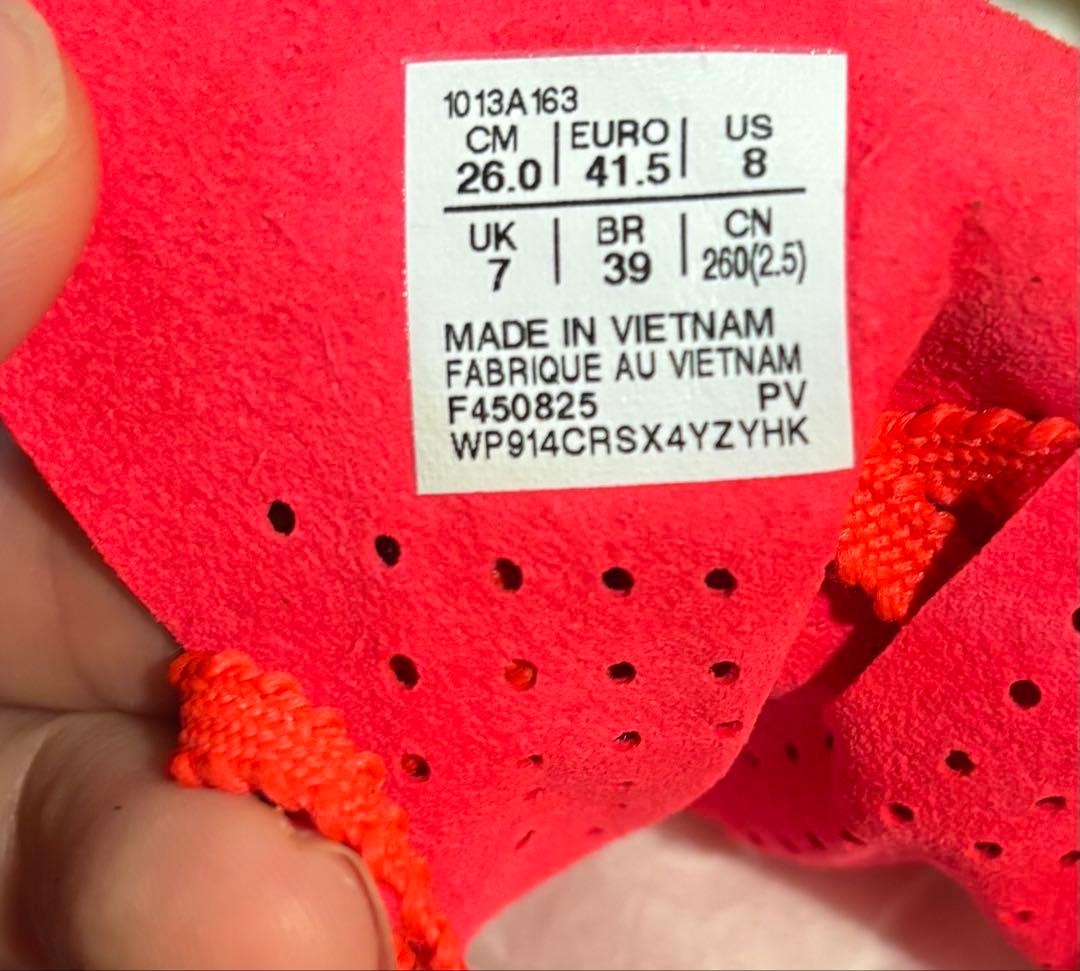 1013A163
CM | EURO | US
26.0 | 41.5 | 8
UK | BR | CN
7 | 39 | 260(2.5)
MADE IN VIETNAM
FABRIQUE AU VIETNAM
F450825 PV
WP914CRSX4YZYHK